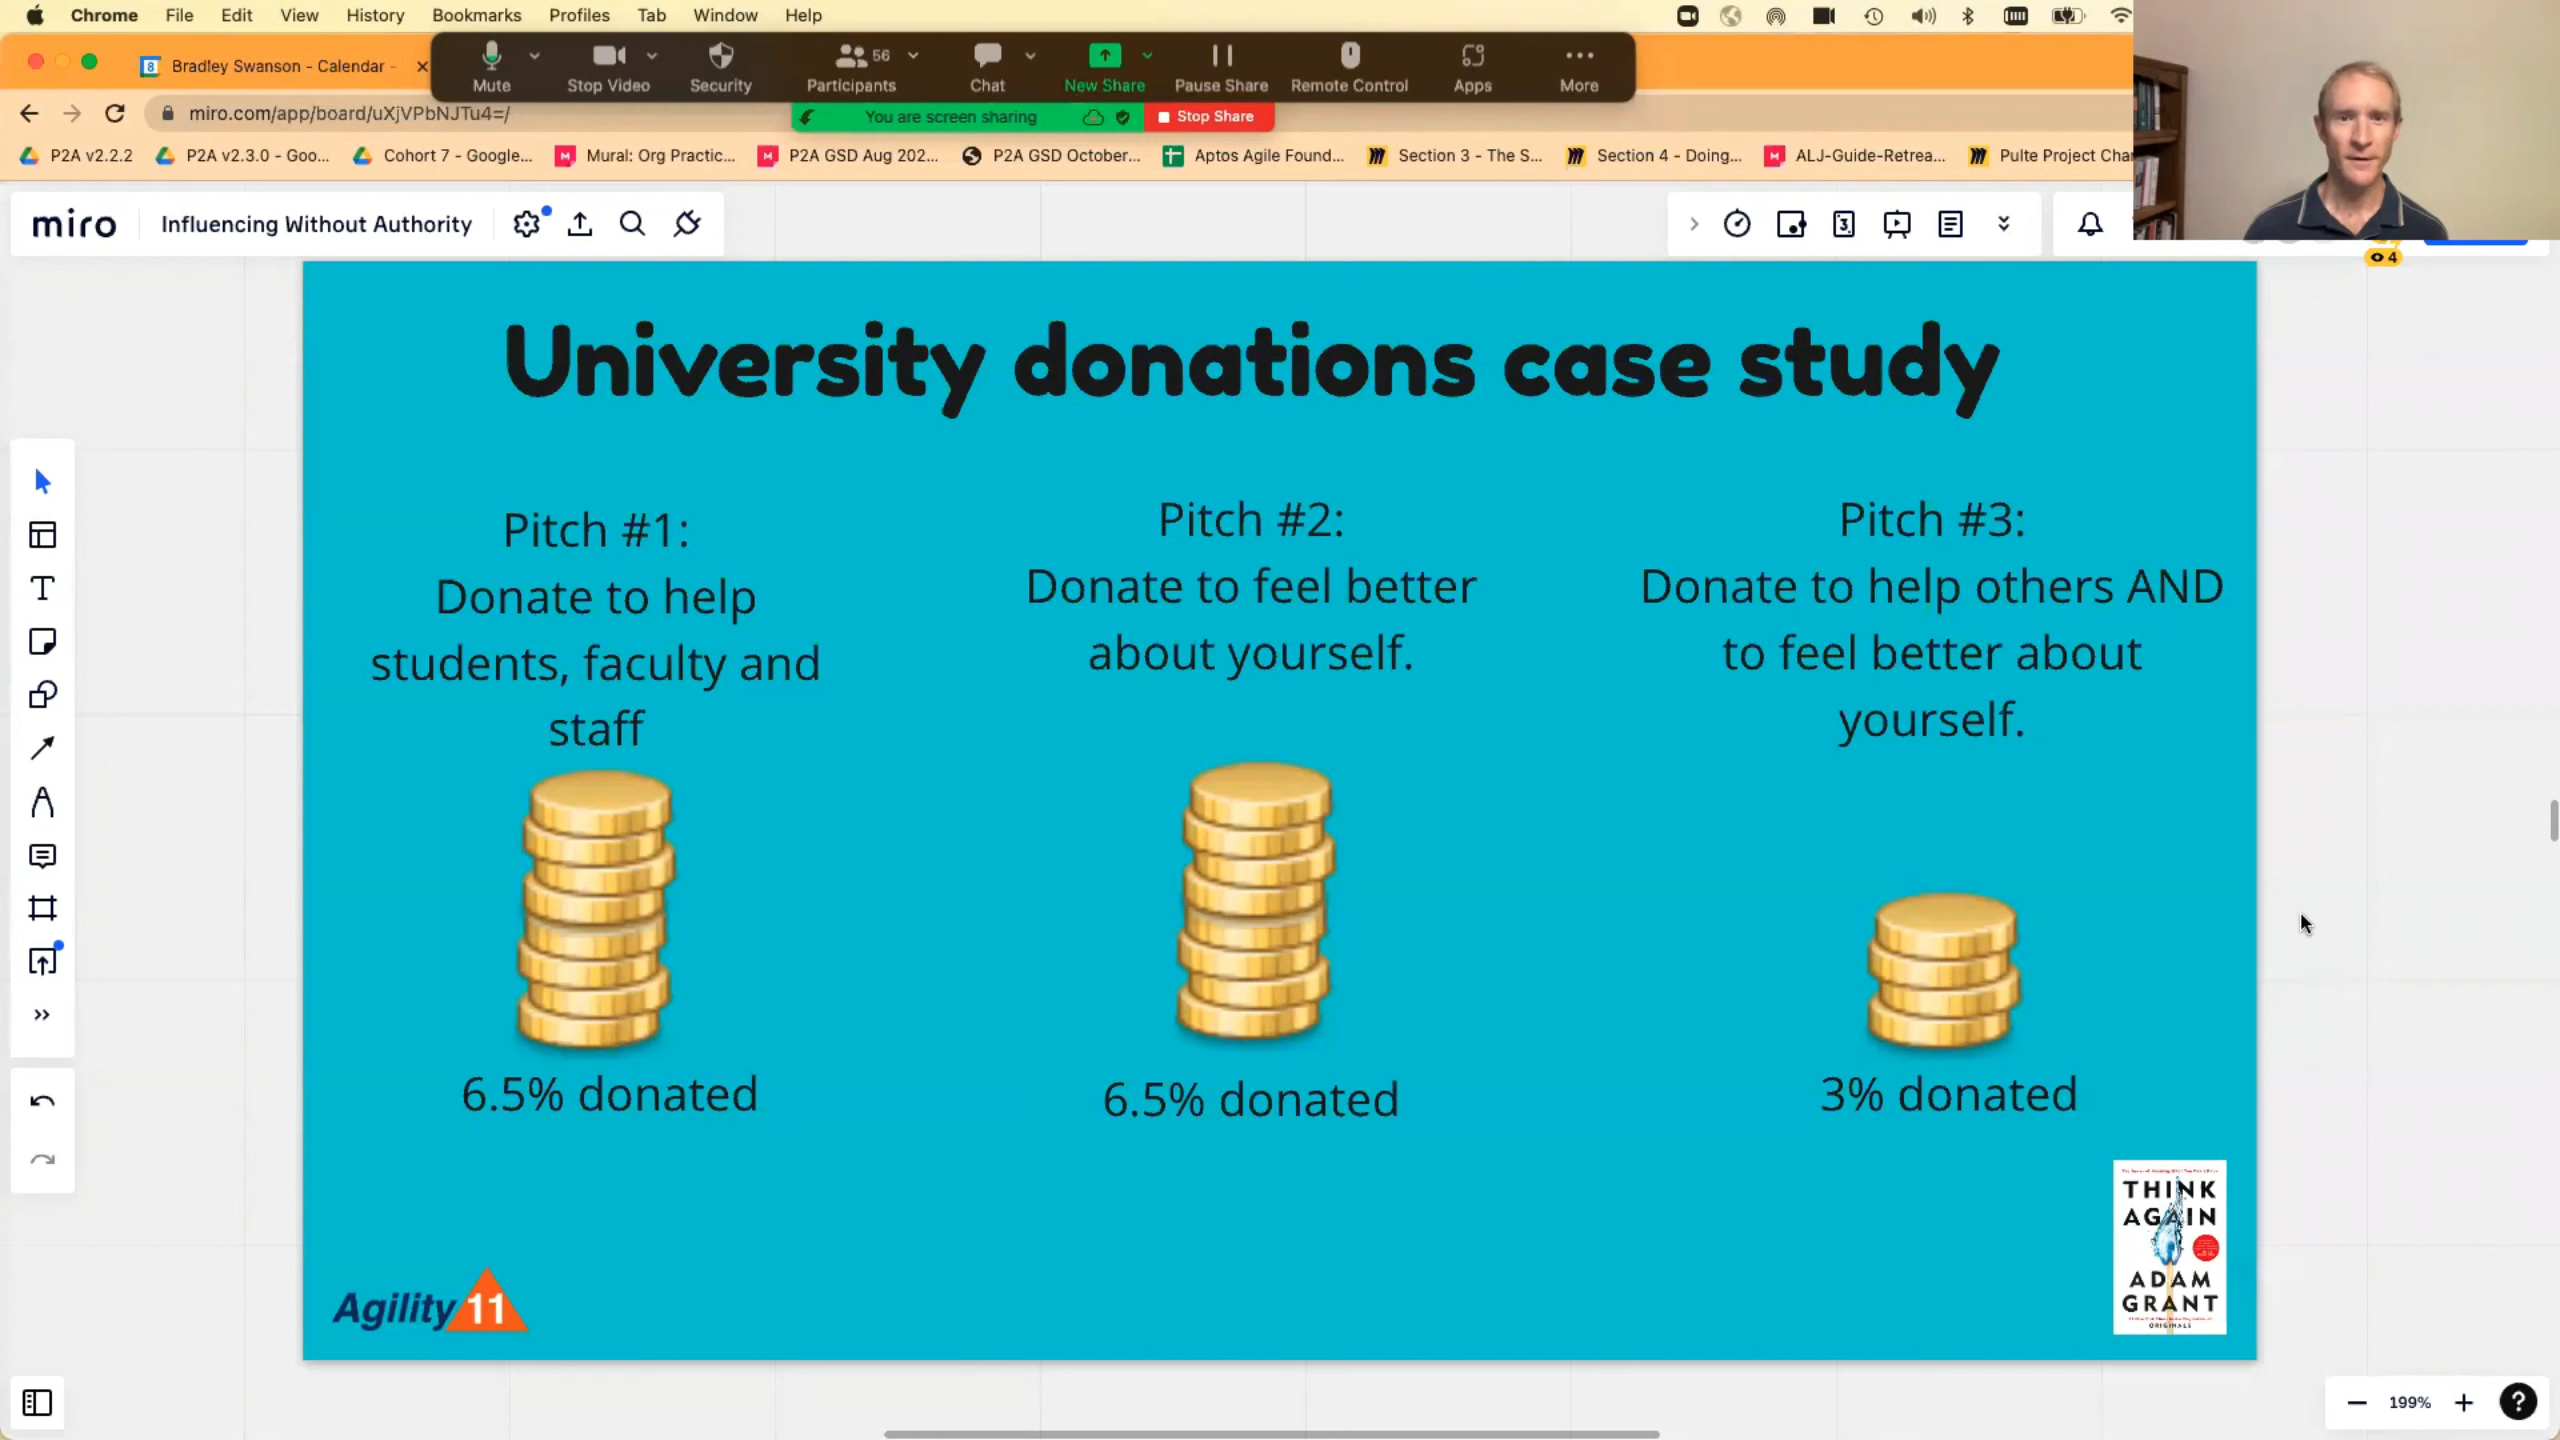 Chrome File Edit View History Bookmarks Profiles Tab Window Help
8 Bradley Swanson - Calendar -
Mute Stop Video Security Participants 56 Chat New Share Pause Share Remote Control Apps More
miro.com/app/board/uXjVPbNJTu4=/
You are screen sharing Stop Share
P2A v2.2.2 P2A v2.3.0 - Goo... Cohort 7 - Google... Mural: Org Practic... P2A GSD Aug 202... P2A GSD October... Aptos Agile Found... Section 3 - The S... Section 4 - Doing... ALJ-Guide-Retrea... Pulte Project Cha
miro Influencing Without Authority
3
4
University donations case study
Pitch #1:
Donate to help
students, faculty and
staff
6.5% donated
Pitch #2:
Donate to feel better
about yourself.
6.5% donated
Pitch #3:
Donate to help others AND
to feel better about
yourself.
3% donated
THINK
AGAIN
ADAM
GRANT
ORIGINALS
Agility 11
199%
?